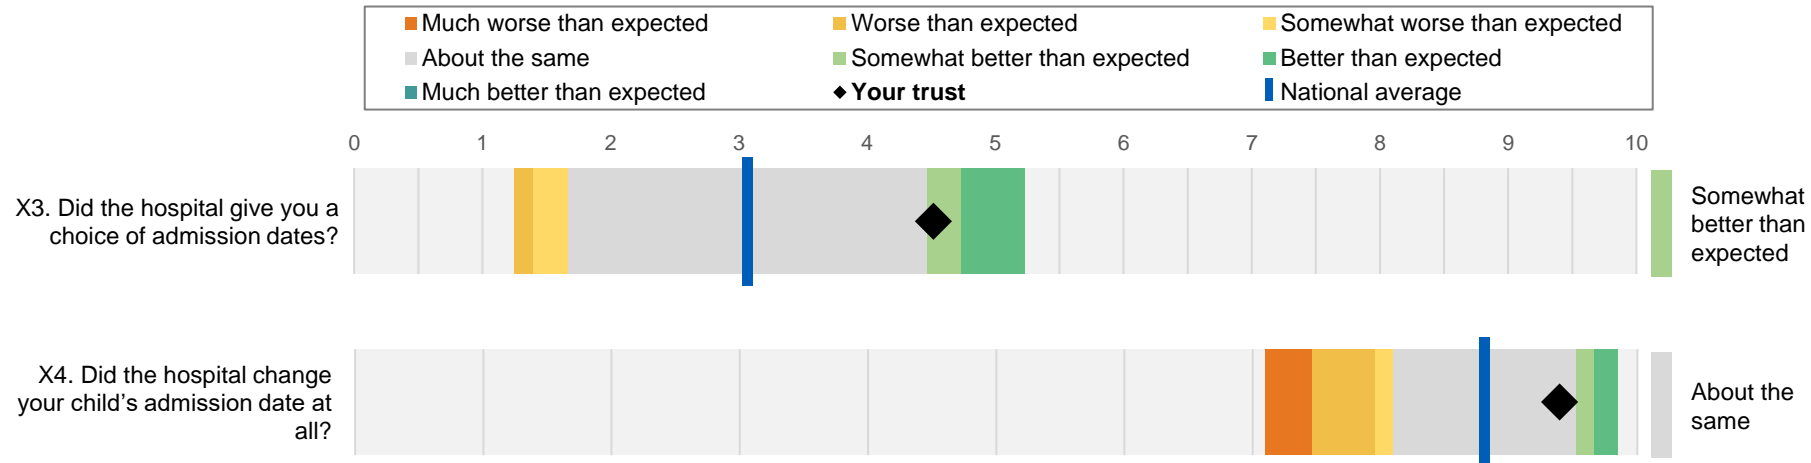 Much worse than expected
Worse than expected
Somewhat worse than expected
About the same
Somewhat better than expected
Better than expected
Much better than expected
Your trust
National average
0 1 2 3 4 5 6 7 8 9 10
X3. Did the hospital give you a
choice of admission dates?
Somewhat
better than
expected
X4. Did the hospital change
your child’s admission date at
all?
About the
same